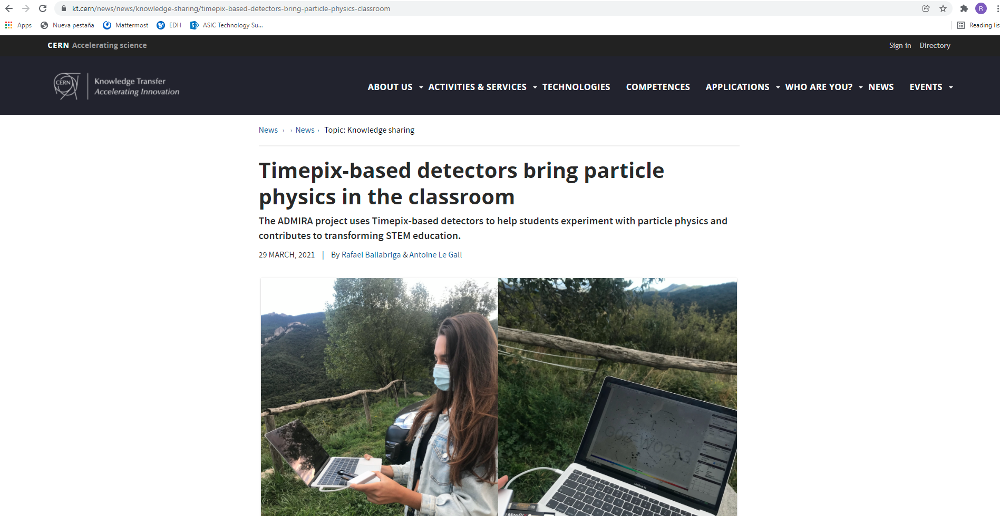 kt.cern/news/news/knowledge-sharing/timepix-based-detectors-bring-particle-physics-classroom
R
Apps
Nueva pestaña
Mattermost
EDH
ASIC Technology Su...
Reading lis
CERN Accelerating science
Sign in
Directory
CERN
Knowledge Transfer
Accelerating Innovation
ABOUT US
ACTIVITIES & SERVICES
TECHNOLOGIES
COMPETENCES
APPLICATIONS
WHO ARE YOU?
NEWS
EVENTS
News › › News › Topic: Knowledge sharing
Timepix-based detectors bring particle
physics in the classroom
The ADMIRA project uses Timepix-based detectors to help students experiment with particle physics and
contributes to transforming STEM education.
29 MARCH, 2021 | By Rafael Ballabriga & Antoine Le Gall
MacBook Air
MINIPIX